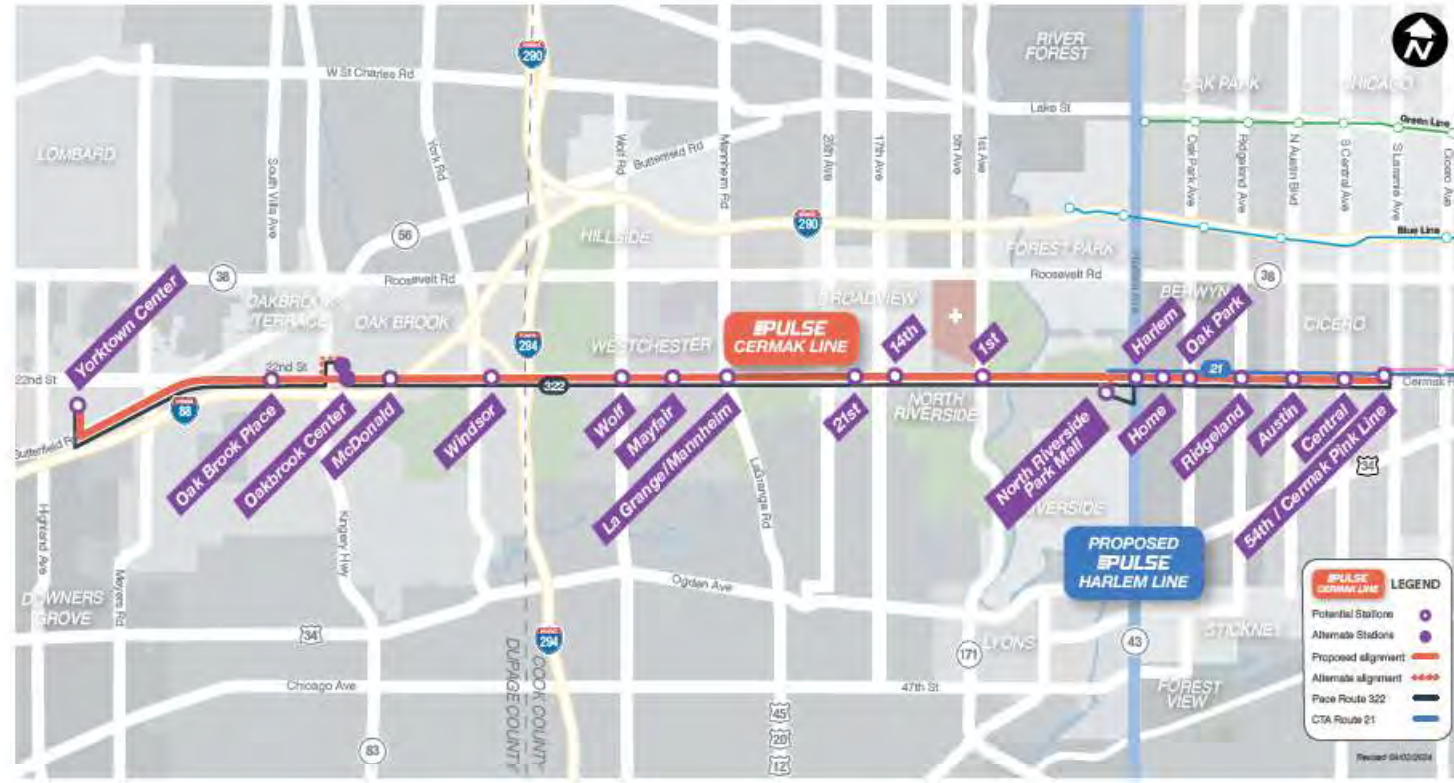 N
RIVER
FOREST
OAK PARK
CHICAGO
290
W St Charles Rd
Lake St
Green Line
LOMBARD
South Villa Ave
York Rd
Wolf Rd
Butterfield Rd
Mannheim Rd
25th Ave
17th Ave
5th Ave
1st Ave
Oak Park Ave
Ridgeland Ave
N Austin Blvd
S Central Ave
S Laramie Ave
Cicero Ave
56
HILLSIDE
290
FOREST PARK
Blue Line
38
Roosevelt Rd
Roosevelt Rd
38
Yorktown Center
OAKBROOK
TERRACE
OAK BROOK
BROADVIEW
Harlem Ave
BERWYN
CICERO
294
WESTCHESTER
PULSE
CERMAK LINE
14th
1st
Harlem
Oak Park
22nd St
22nd St
322
21
Cermak R
88
NORTH
RIVERSIDE
Butterfield R
Oak Brook Place
Oakbrook Center
McDonald
Windsor
Wolf
Mayfair
La Grange/Mannheim
21st
North Riverside
Park Mall
Home
Ridgeland
Austin
Central
54th / Cermak Pink Line
34
LaGrange Rd
Highland Ave
Meyers Rd
Kingery Hwy
PROPOSED
PULSE
HARLEM LINE
Ogden Ave
DOWNERS
GROVE
34
294
DUPAGE COUNTY
COOK COUNTY
171
LYONS
43
STICKNEY
FOREST
VIEW
Chicago Ave
47th St
83
45
20
12
PULSE
CERMAK LINE
LEGEND
Potential Stations
Alternate Stations
Proposed alignment
Alternate alignment
Pace Route 322
CTA Route 21